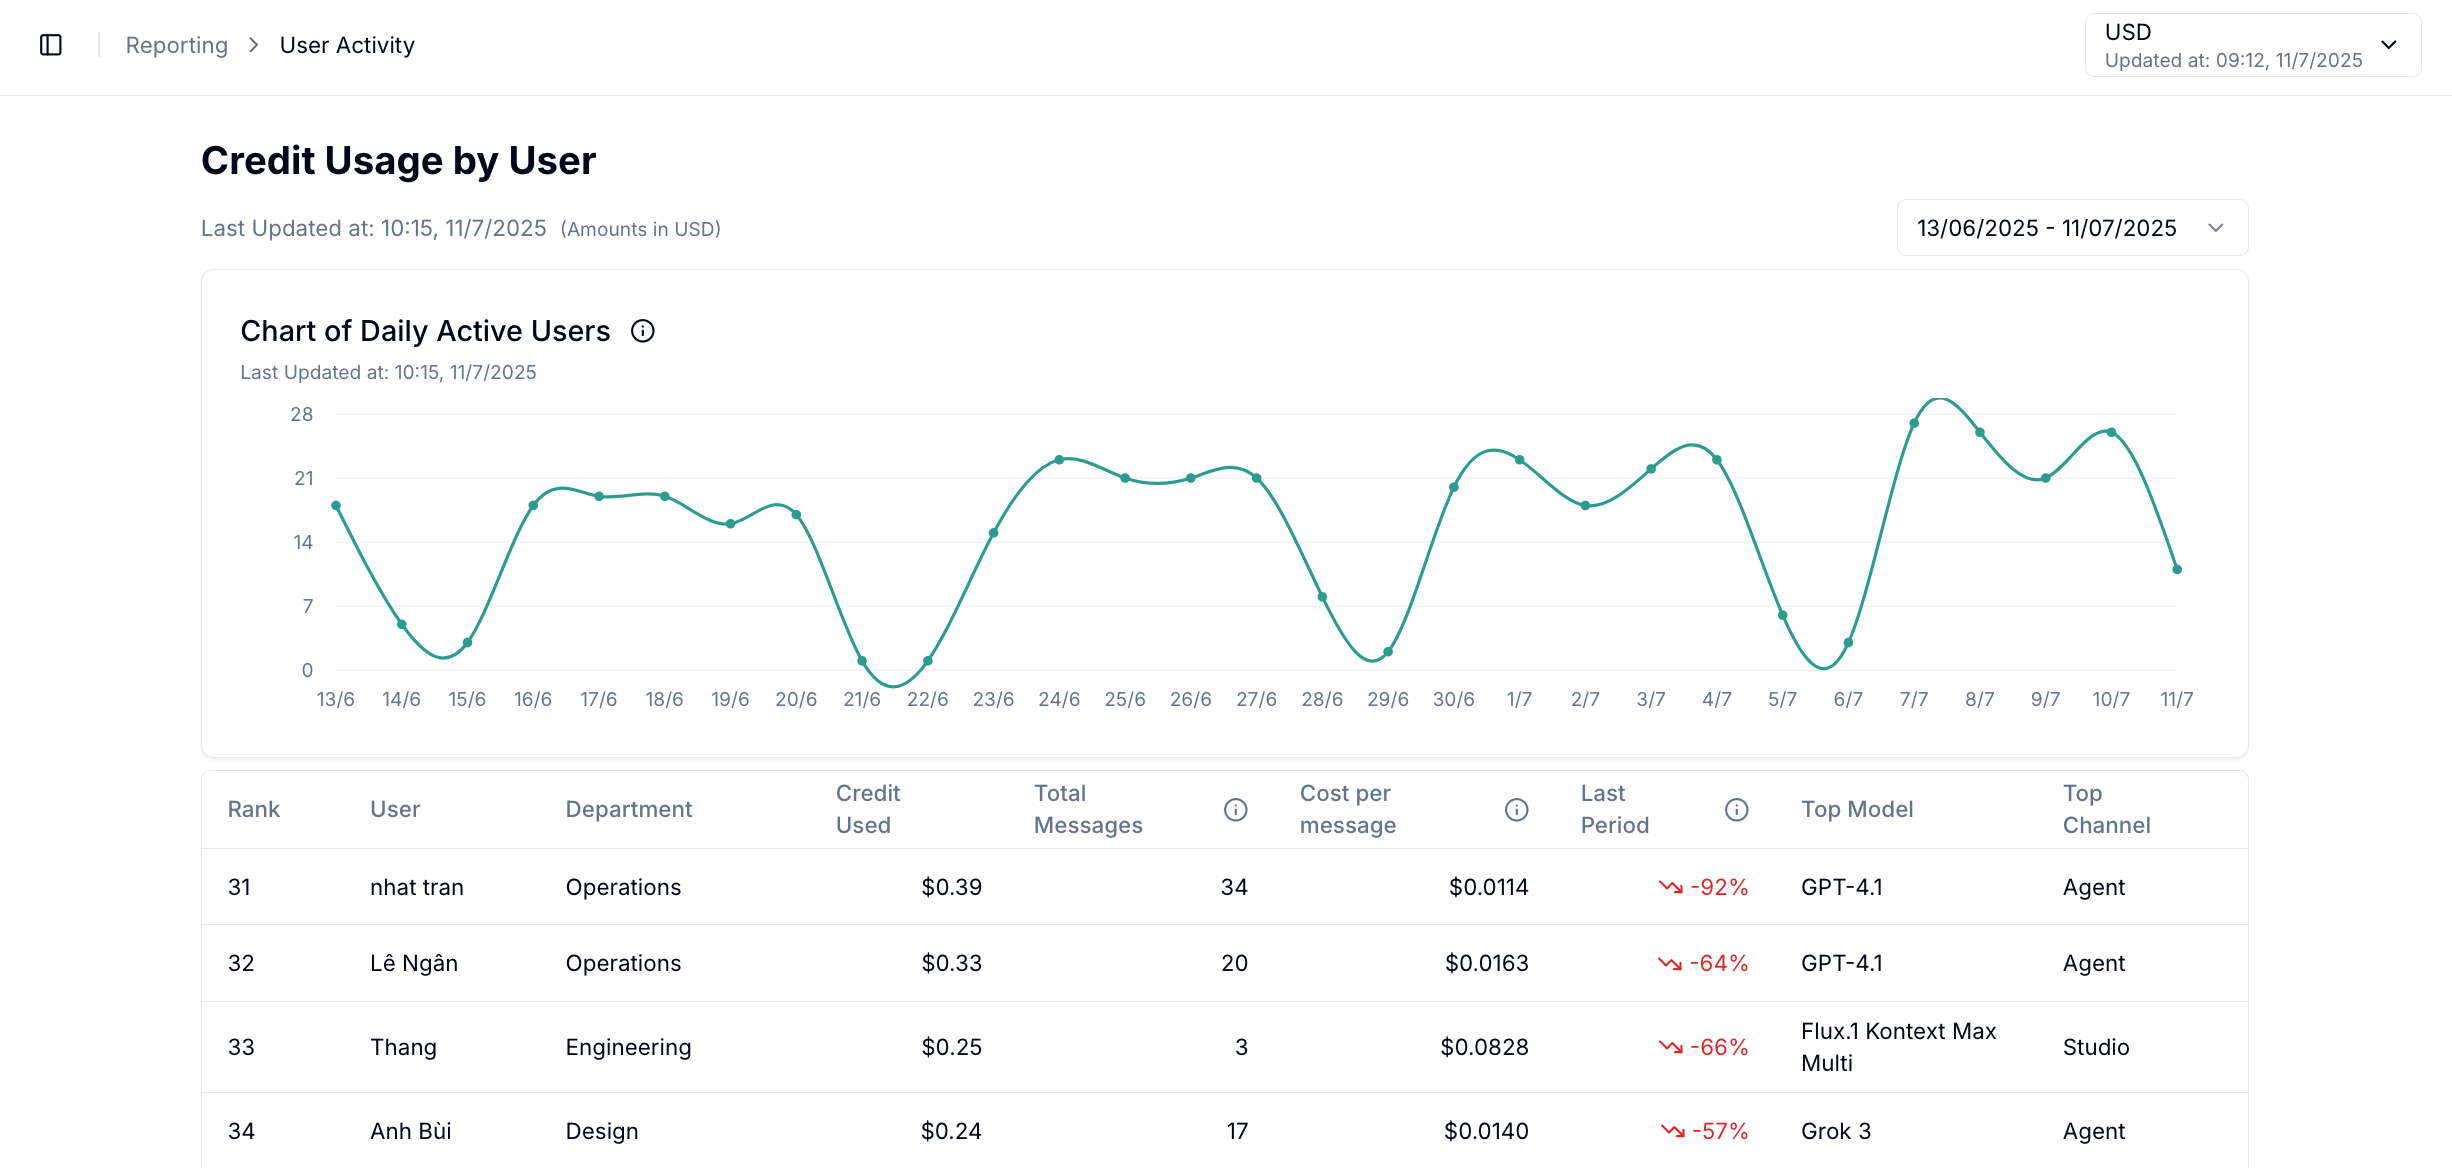 Reporting > User Activity
USD
Updated at: 09:12, 11/7/2025
Credit Usage by User
Last Updated at: 10:15, 11/7/2025 (Amounts in USD)
13/06/2025 - 11/07/2025
Chart of Daily Active Users
Last Updated at: 10:15, 11/7/2025
28
21
14
7
0
13/6 14/6 15/6 16/6 17/6 18/6 19/6 20/6 21/6 22/6 23/6 24/6 25/6 26/6 27/6 28/6 29/6 30/6 1/7 2/7 3/7 4/7 5/7 6/7 7/7 8/7 9/7 10/7 11/7
Rank User Department Credit Used Total Messages Cost per message Last Period Top Model Top Channel
31 nhat tran Operations $0.39 34 $0.0114 -92% GPT-4.1 Agent
32 Lê Ngân Operations $0.33 20 $0.0163 -64% GPT-4.1 Agent
33 Thang Engineering $0.25 3 $0.0828 -66% Flux.1 Kontext Max Multi Studio
34 Anh Bùi Design $0.24 17 $0.0140 -57% Grok 3 Agent